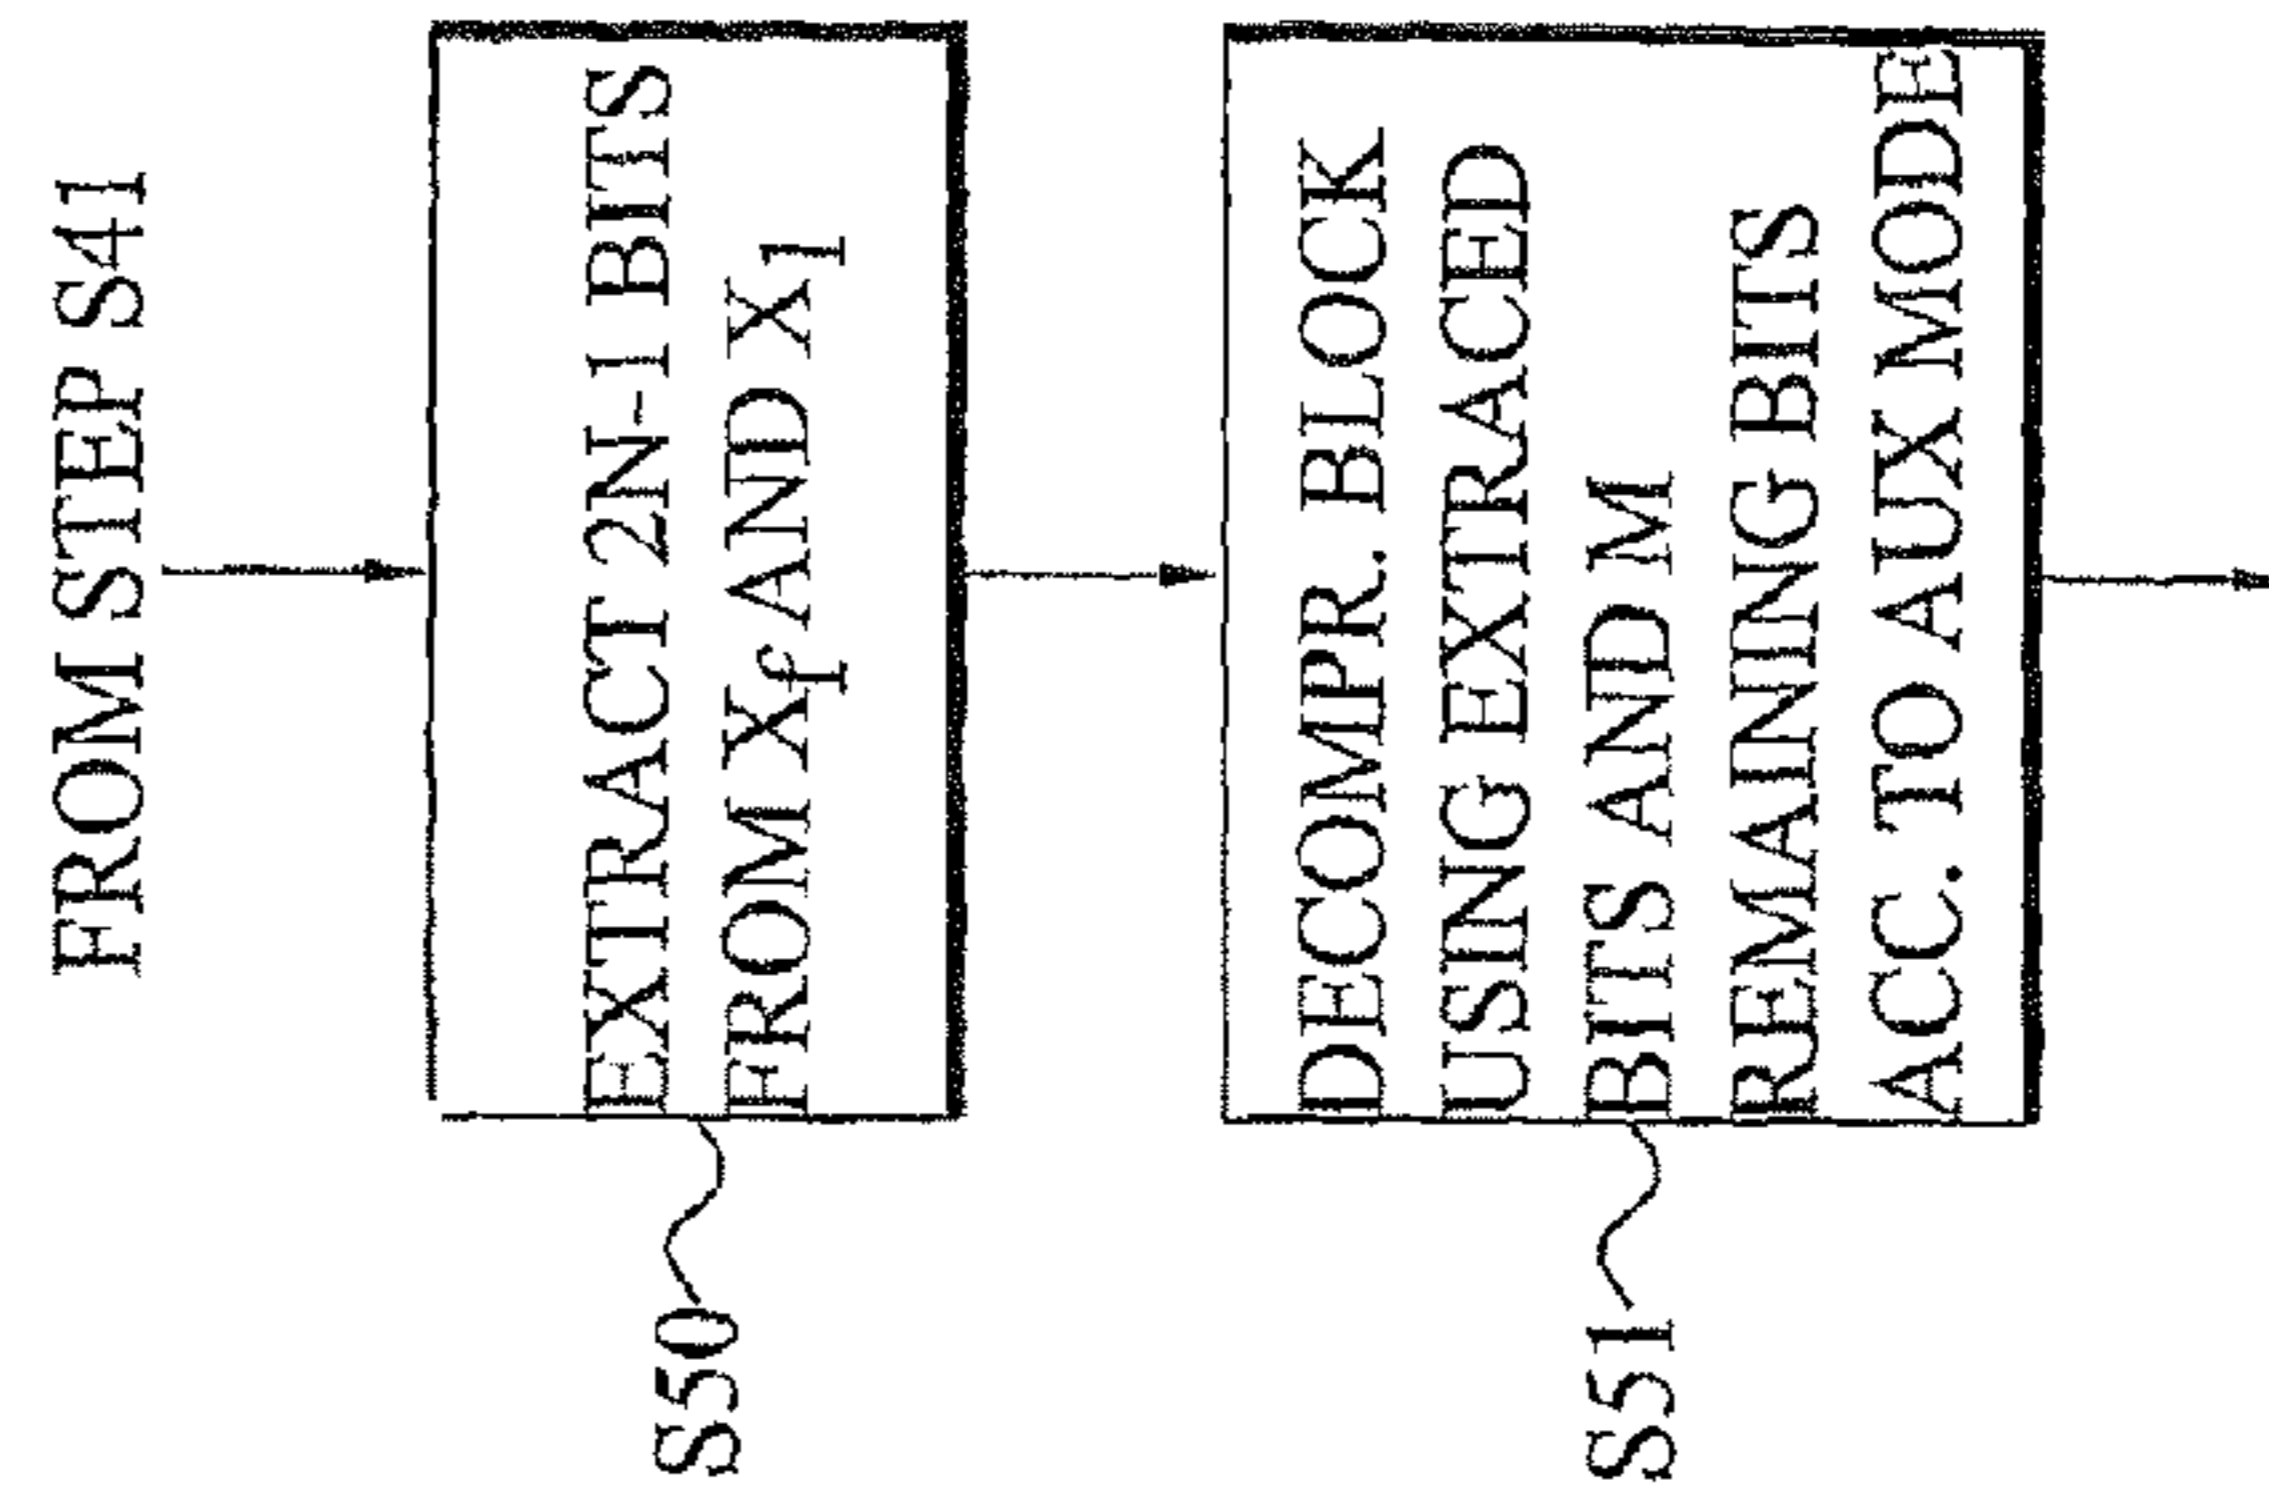 FROM STEP S41
EXTRACT 2N-1 BITS
FROM Xf AND X1
S50
DECOMPR. BLOCK
USING EXTRACED
BITS AND M
REMAINING BITS
ACC. TO AUX MODE
S51